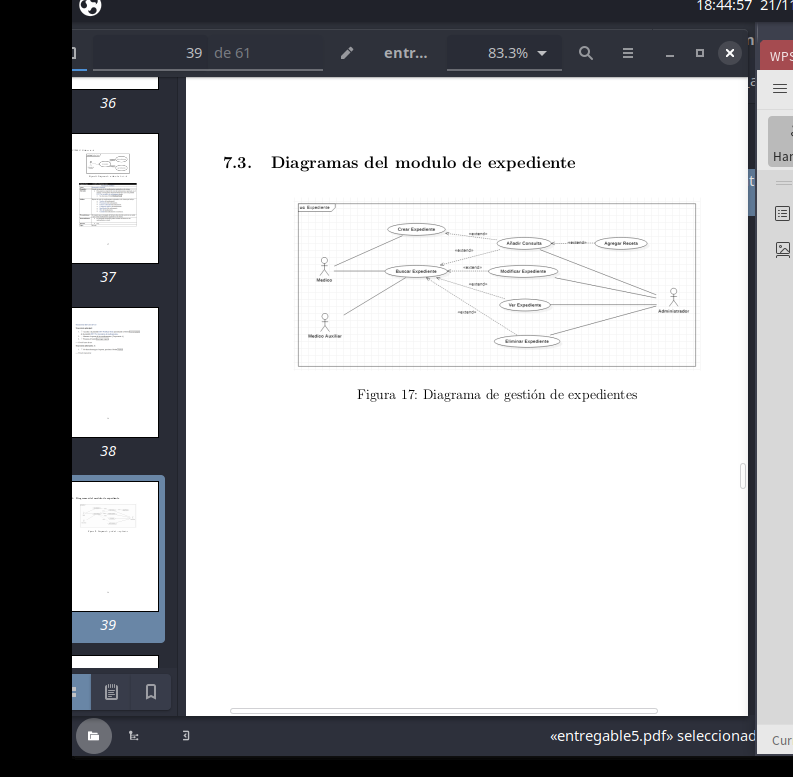 18:44:57 21/11
39 de 61
entr...
83.3%
WPS
36
7.3. Diagramas del modulo de expediente
Har
uc Expediente
Crear Expediente
«extend»
Añadir Consulta
«extend»
Agregar Receta
«extend»
Buscar Expediente
«extend»
Modificar Expediente
Medico
«extend»
Ver Expediente
Administrador
«extend»
Medico Auxiliar
Eliminar Expediente
Figura 17: Diagrama de gestión de expedientes
37
38
39
«entregable5.pdf» seleccionad
Cur